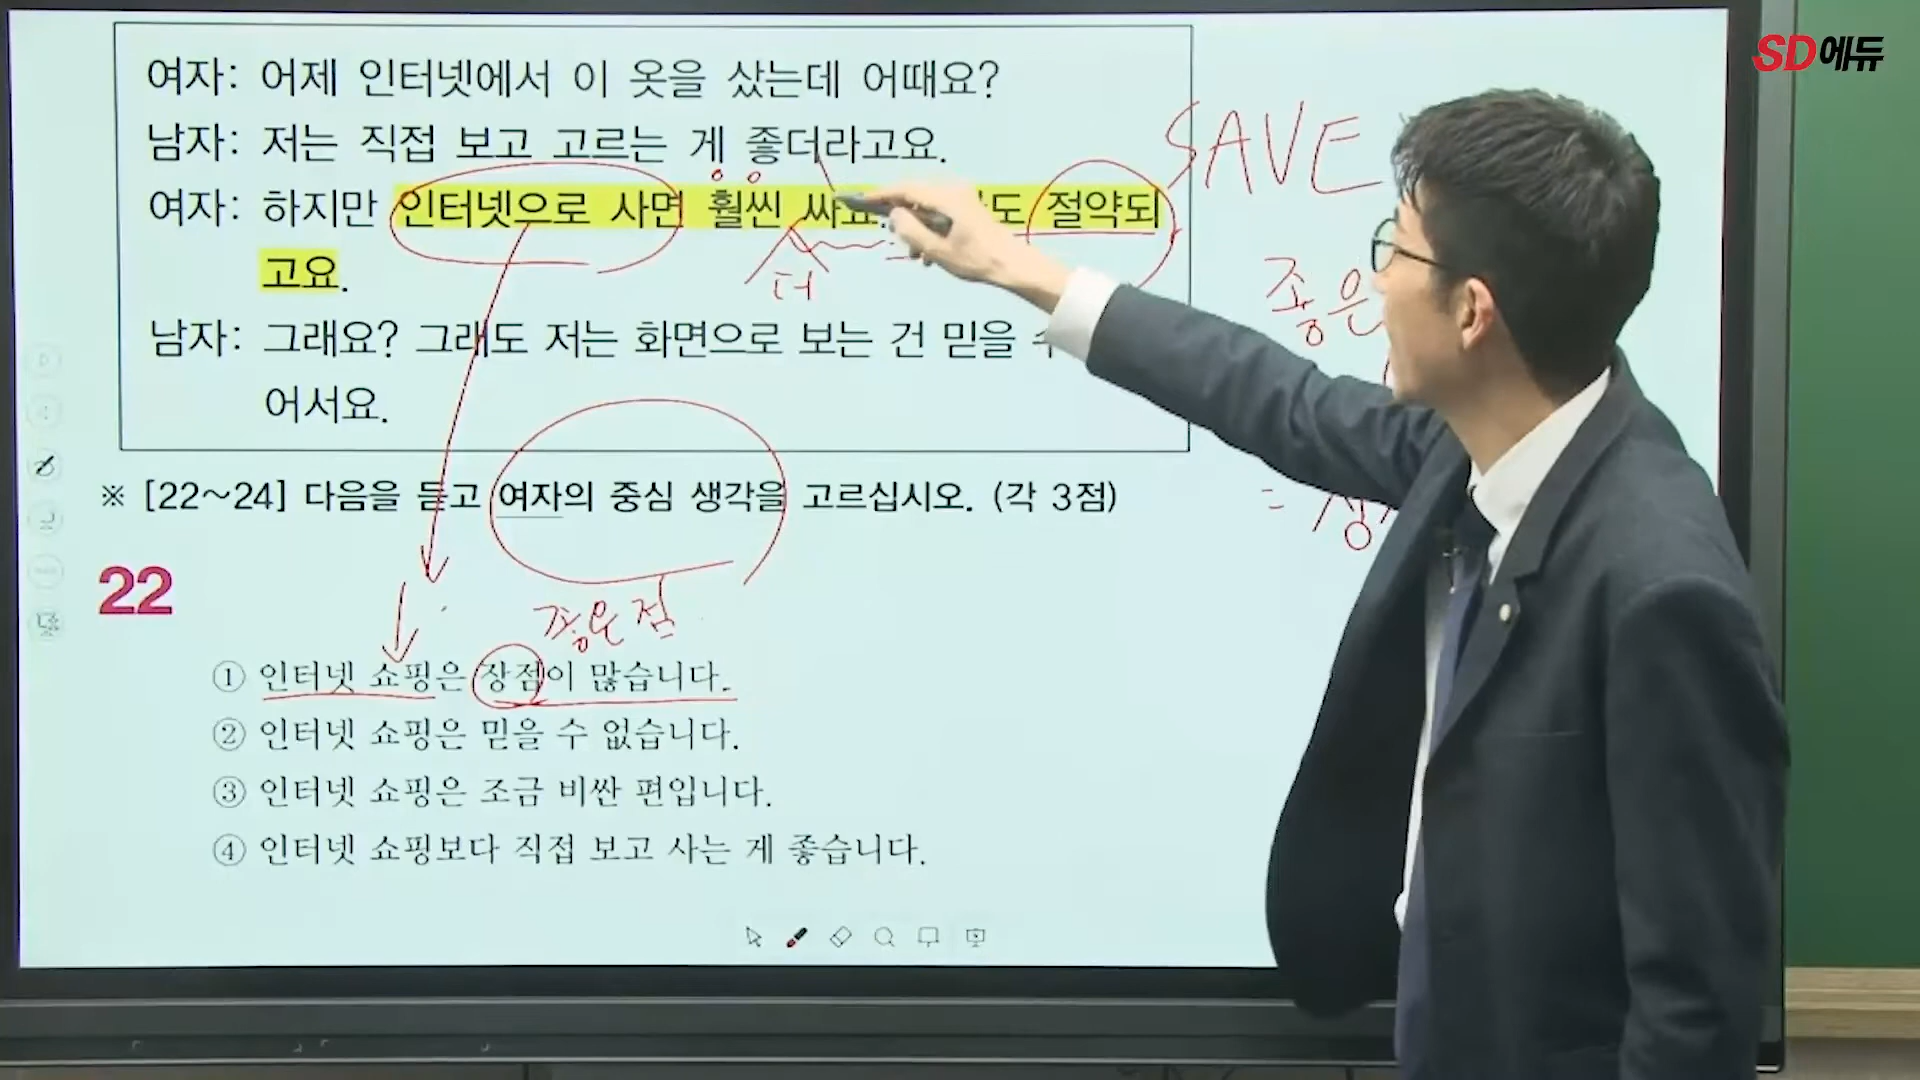 SD에듀
여자: 어제 인터넷에서 이 옷을 샀는데 어때요?
남자: 저는 직접 보고 고르는 게 좋더라고요.
SAVE
여자: 하지만 인터넷으로 사면 훨씬 싸요. 절약되
더
고요.
좋은
남자: 그래요? 그래도 저는 화면으로 보는 건 믿을
어서요.
※ [22~24] 다음을 듣고 여자의 중심 생각을 고르십시오. (각 3점)
22
좋은 점
① 인터넷 쇼핑은 장점이 많습니다.
② 인터넷 쇼핑은 믿을 수 없습니다.
③ 인터넷 쇼핑은 조금 비싼 편입니다.
④ 인터넷 쇼핑보다 직접 보고 사는 게 좋습니다.